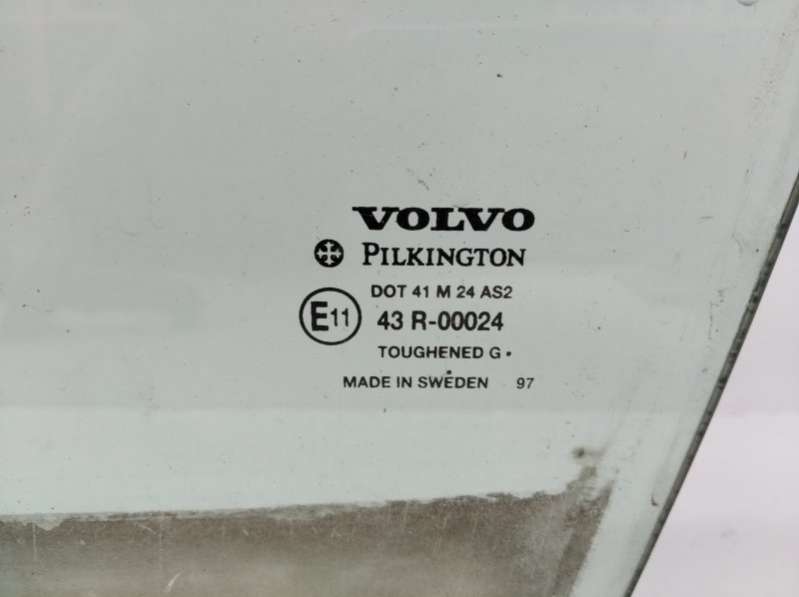 VOLVO
PILKINGTON
DOT 41 M 24 AS2
E11 43 R-00024
TOUGHENED G •
MADE IN SWEDEN 97